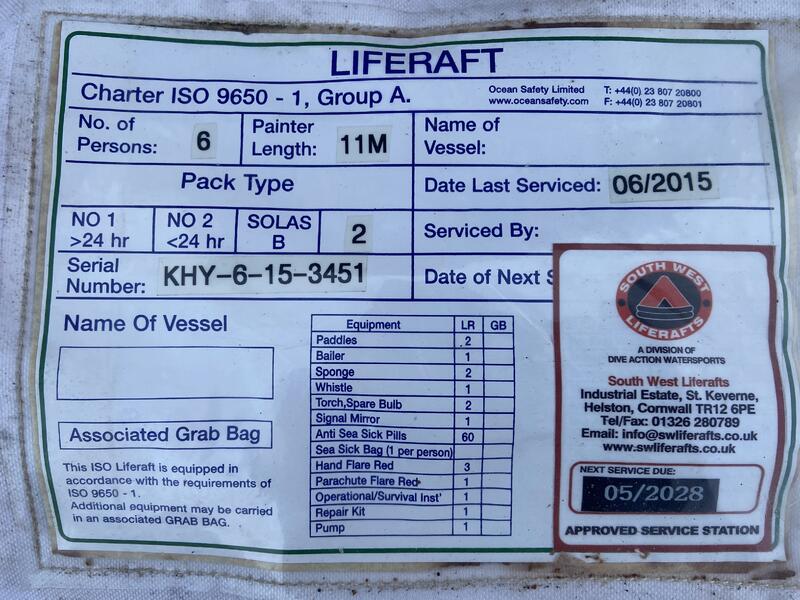 LIFERAFT
Charter ISO 9650 - 1, Group A.
Ocean Safety Limited T: +44(0) 23 807 20800
www.oceansafety.com F: +44(0) 23 807 20801
No. of Persons: 6
Painter Length: 11M
Name of Vessel:
Pack Type
Date Last Serviced: 06/2015
NO 1 >24 hr
NO 2 <24 hr
SOLAS B
2
Serviced By:
Serial Number: KHY-6-15-3451
Date of Next S
Name Of Vessel
Associated Grab Bag
This ISO Liferaft is equipped in
accordance with the requirements of
ISO 9650 - 1.
Additional equipment may be carried
in an associated GRAB BAG.
Equipment LR GB
Paddles 2
Bailer 1
Sponge 2
Whistle 1
Torch,Spare Bulb 2
Signal Mirror 1
Anti Sea Sick Pills 60
Sea Sick Bag (1 per person)
Hand Flare Red 3
Parachute Flare Red 1
Operational/Survival Inst' 1
Repair Kit 1
Pump 1
SOUTH WEST
LIFERAFTS
A DIVISION OF
DIVE ACTION WATERSPORTS
South West Liferafts
Industrial Estate, St. Keverne,
Helston, Cornwall TR12 6PE
Tel/Fax: 01326 280789
Email: info@swliferafts.co.uk
www.swliferafts.co.uk
NEXT SERVICE DUE:
05/2028
APPROVED SERVICE STATION